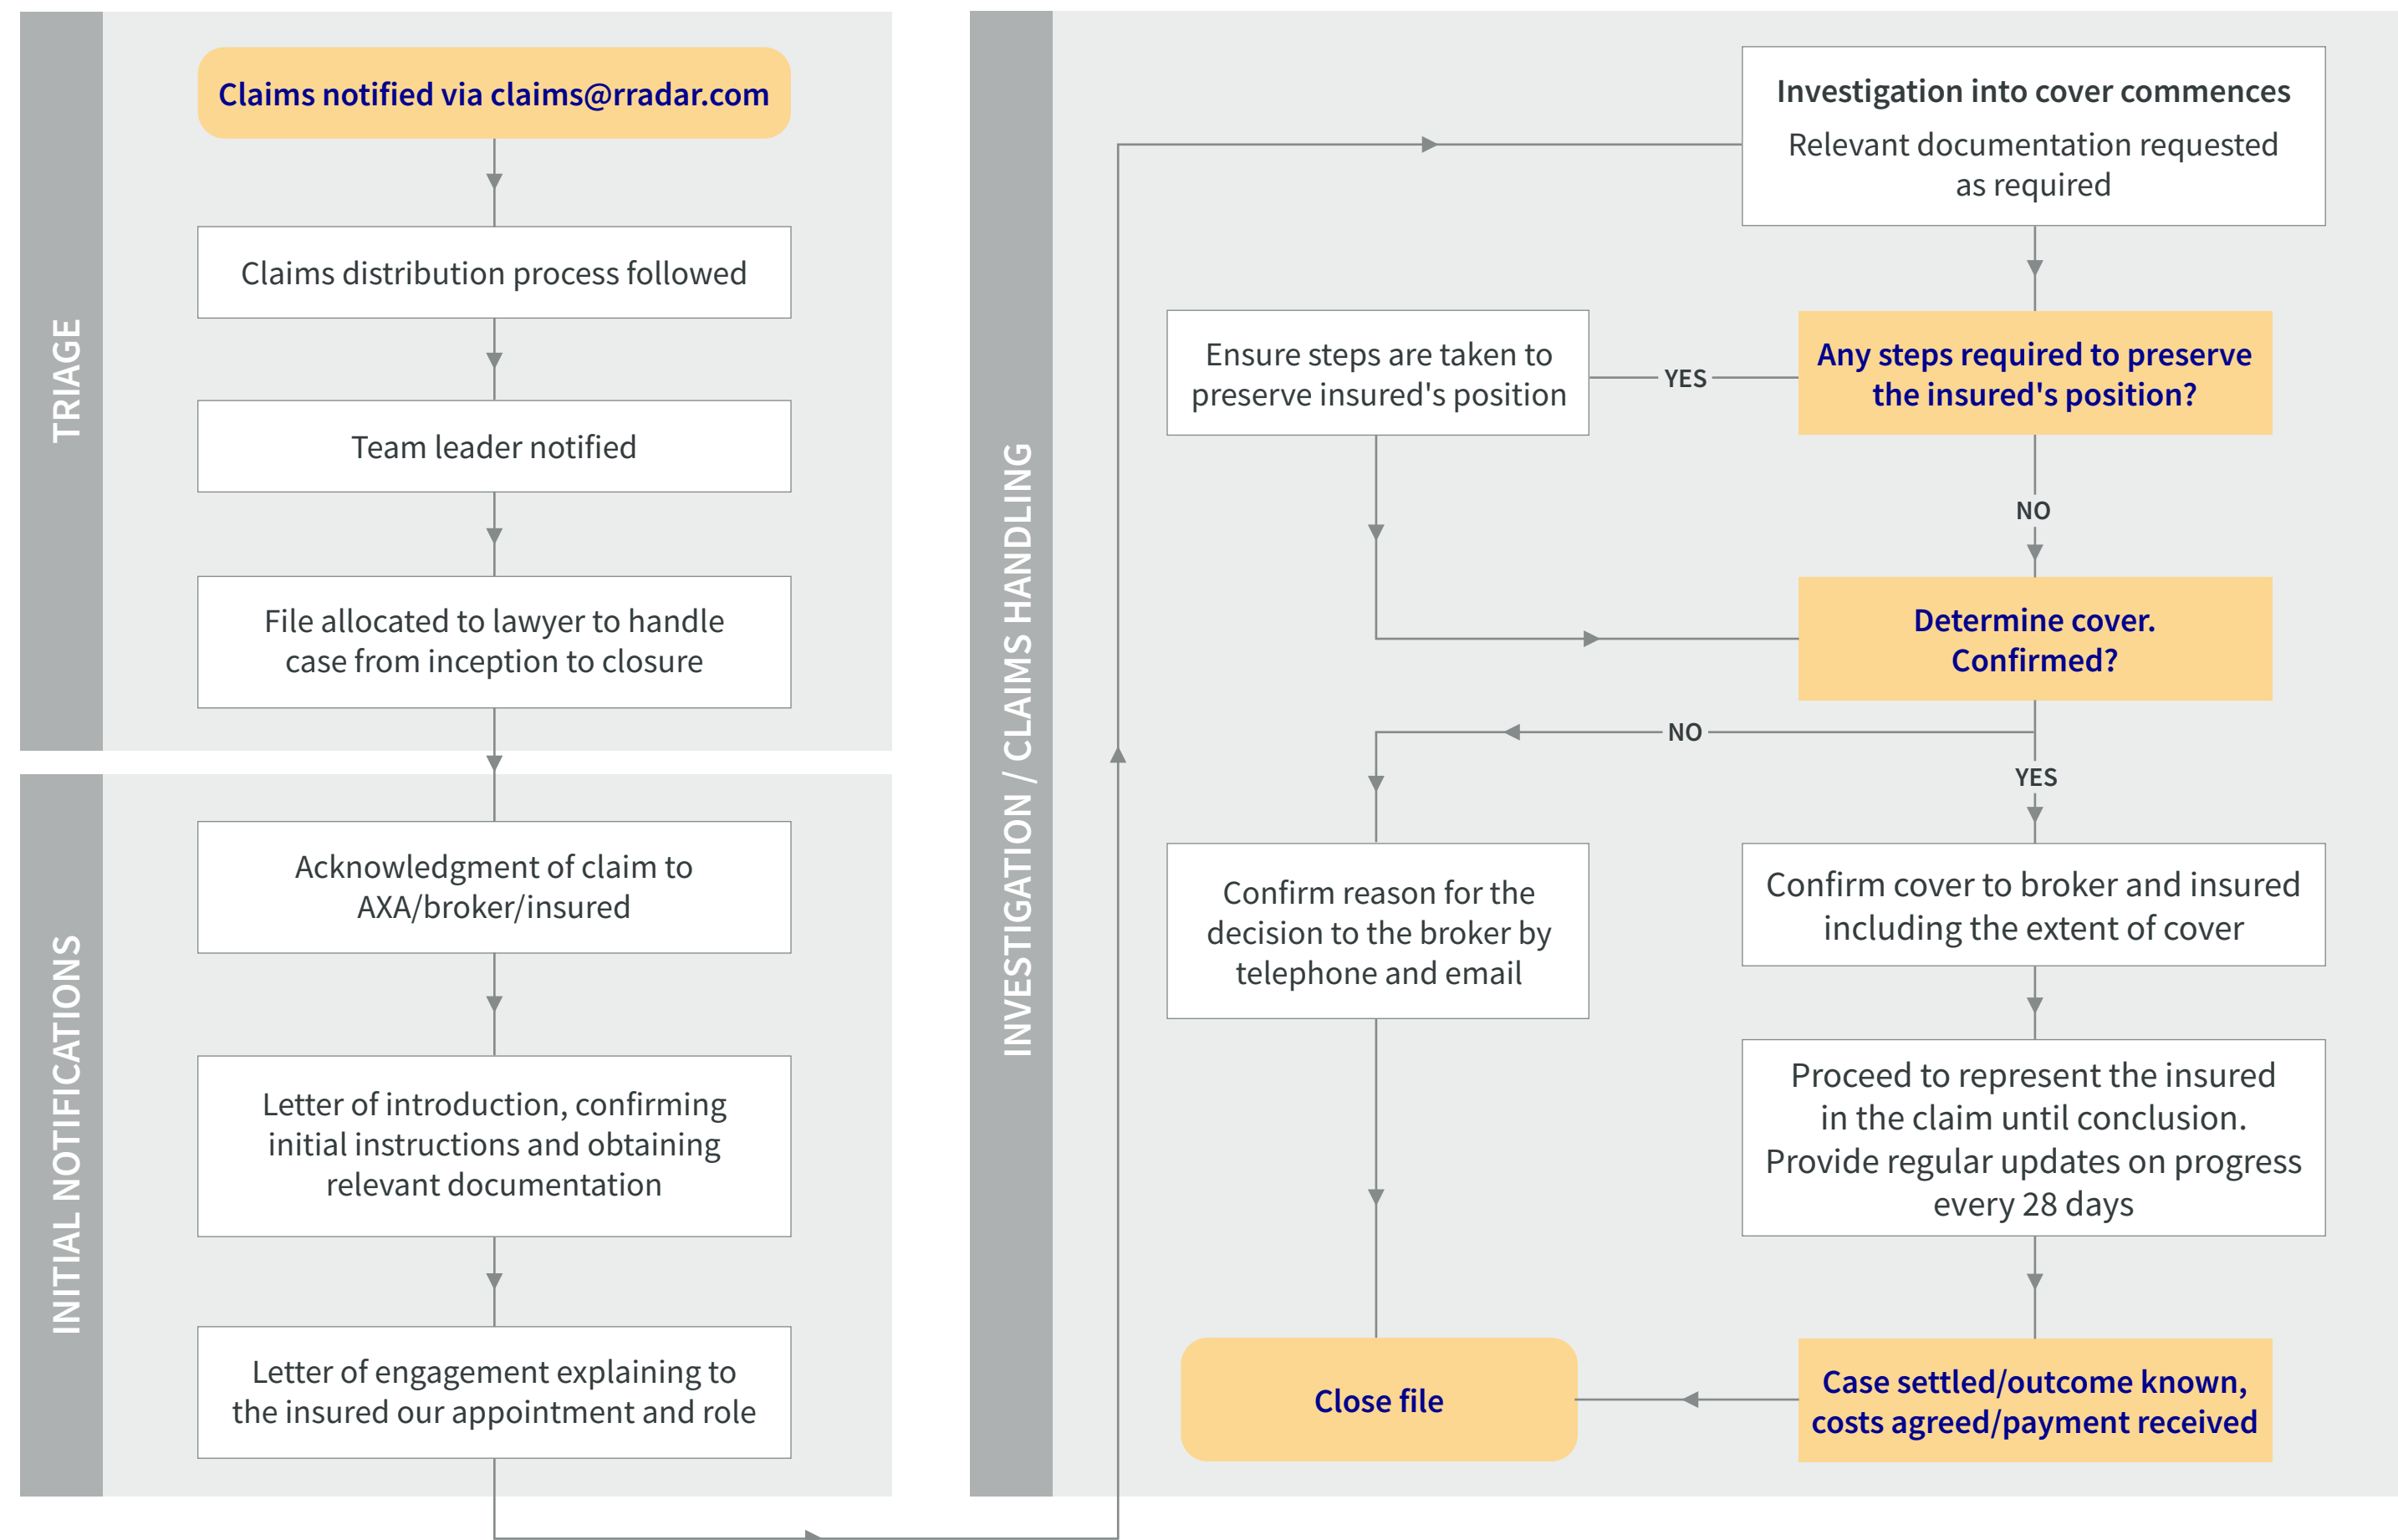 TRIAGE
Claims notified via claims@rradar.com
Claims distribution process followed
Team leader notified
File allocated to lawyer to handle
case from inception to closure
INITIAL NOTIFICATIONS
Acknowledgment of claim to
AXA/broker/insured
Letter of introduction, confirming
initial instructions and obtaining
relevant documentation
Letter of engagement explaining to
the insured our appointment and role
INVESTIGATION / CLAIMS HANDLING
Investigation into cover commences
Relevant documentation requested
as required
Any steps required to preserve
the insured's position?
YES
Ensure steps are taken to
preserve insured's position
NO
Determine cover.
Confirmed?
NO
Confirm reason for the
decision to the broker by
telephone and email
YES
Confirm cover to broker and insured
including the extent of cover
Proceed to represent the insured
in the claim until conclusion.
Provide regular updates on progress
every 28 days
Case settled/outcome known,
costs agreed/payment received
Close file